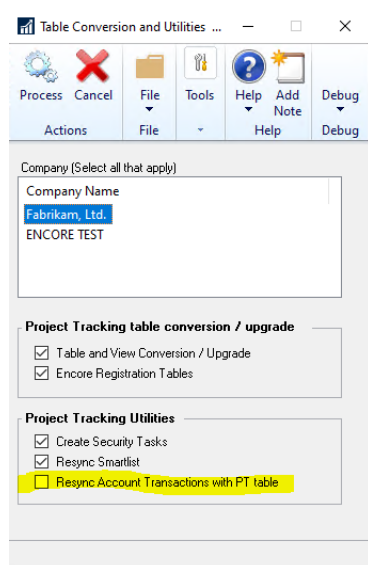 Table Conversion and Utilities ...
Process Cancel File Tools Help Add Note Debug
Actions File Help Debug
Company (Select all that apply)
Company Name
Fabrikam, Ltd.
ENCORE TEST
Project Tracking table conversion / upgrade
Table and View Conversion / Upgrade
Encore Registration Tables
Project Tracking Utilities
Create Security Tasks
Resync Smartlist
Resync Account Transactions with PT table